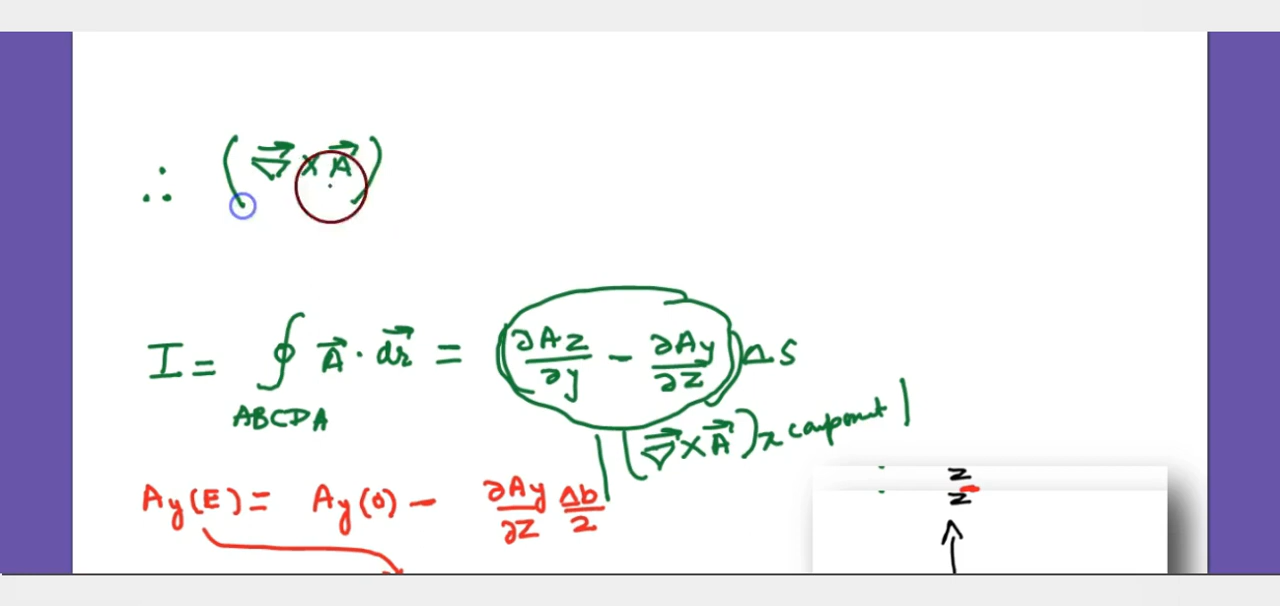 ∴ (∇⃗ × A⃗)
I = ∮ A⃗ · dr⃗ = (∂Az/∂y − ∂Ay/∂z) Δs
ABCDA
(∇⃗ × A⃗)x component |
Ay(E) = Ay(0) − ∂Ay/∂z Δb/2
z
z